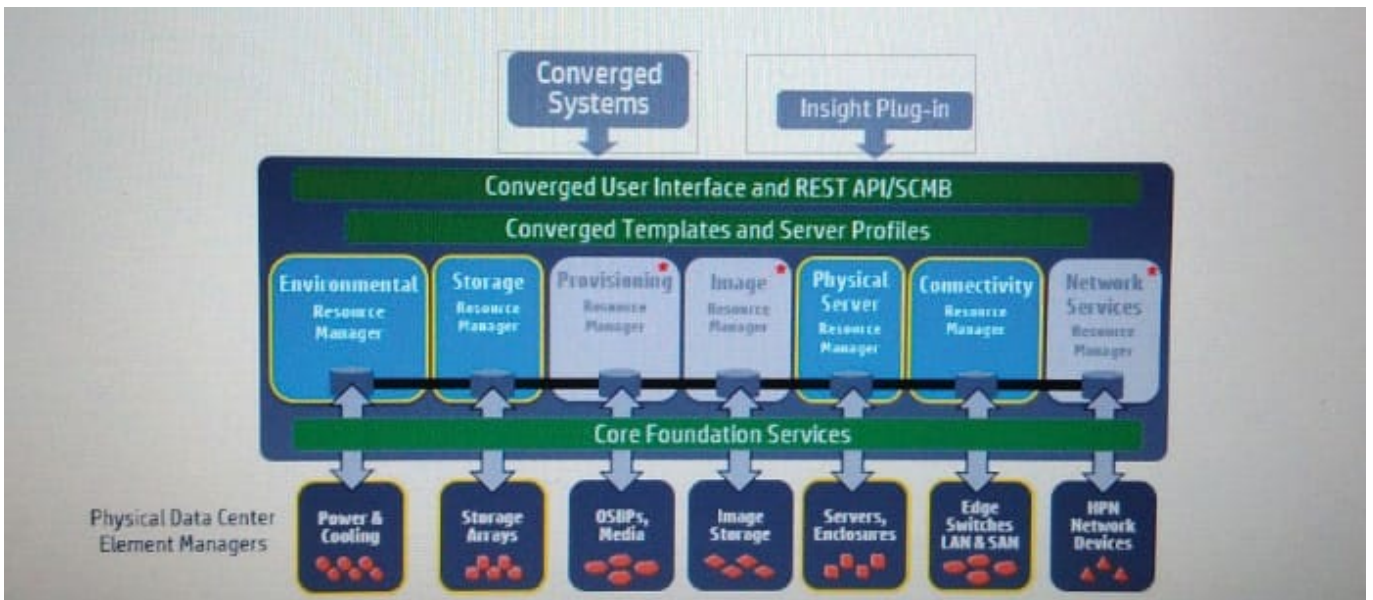 Converged
Systems
Insight Plug-in
Converged User Interface and REST API/SCMB
Converged Templates and Server Profiles
Environmental
Resource
Manager
Storage
Resource
Manager
Provisioning
Resource
Manager
Image
Resource
Manager
Physical
Server
Resource
Manager
Connectivity
Resource
Manager
Network
Services
Resource
Manager
Core Foundation Services
Physical Data Center
Element Managers
Power &
Cooling
Storage
Arrays
OSBPs,
Media
Image
Storage
Servers,
Enclosures
Edge
Switches
LAN & SAN
HPN
Network
Devices